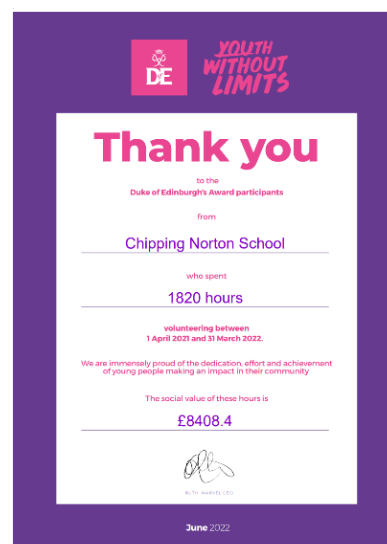 DE
YOUTH
WITHOUT
LIMITS
Thank you
to the
Duke of Edinburgh's Award participants
from
Chipping Norton School
who spent
1820 hours
volunteering between
1 April 2021 and 31 March 2022.
We are immensely proud of the dedication, effort and achievement
of young people making an impact in their community
The social value of these hours is
£8408.4
RUTH MARVEL CEO
June 2022